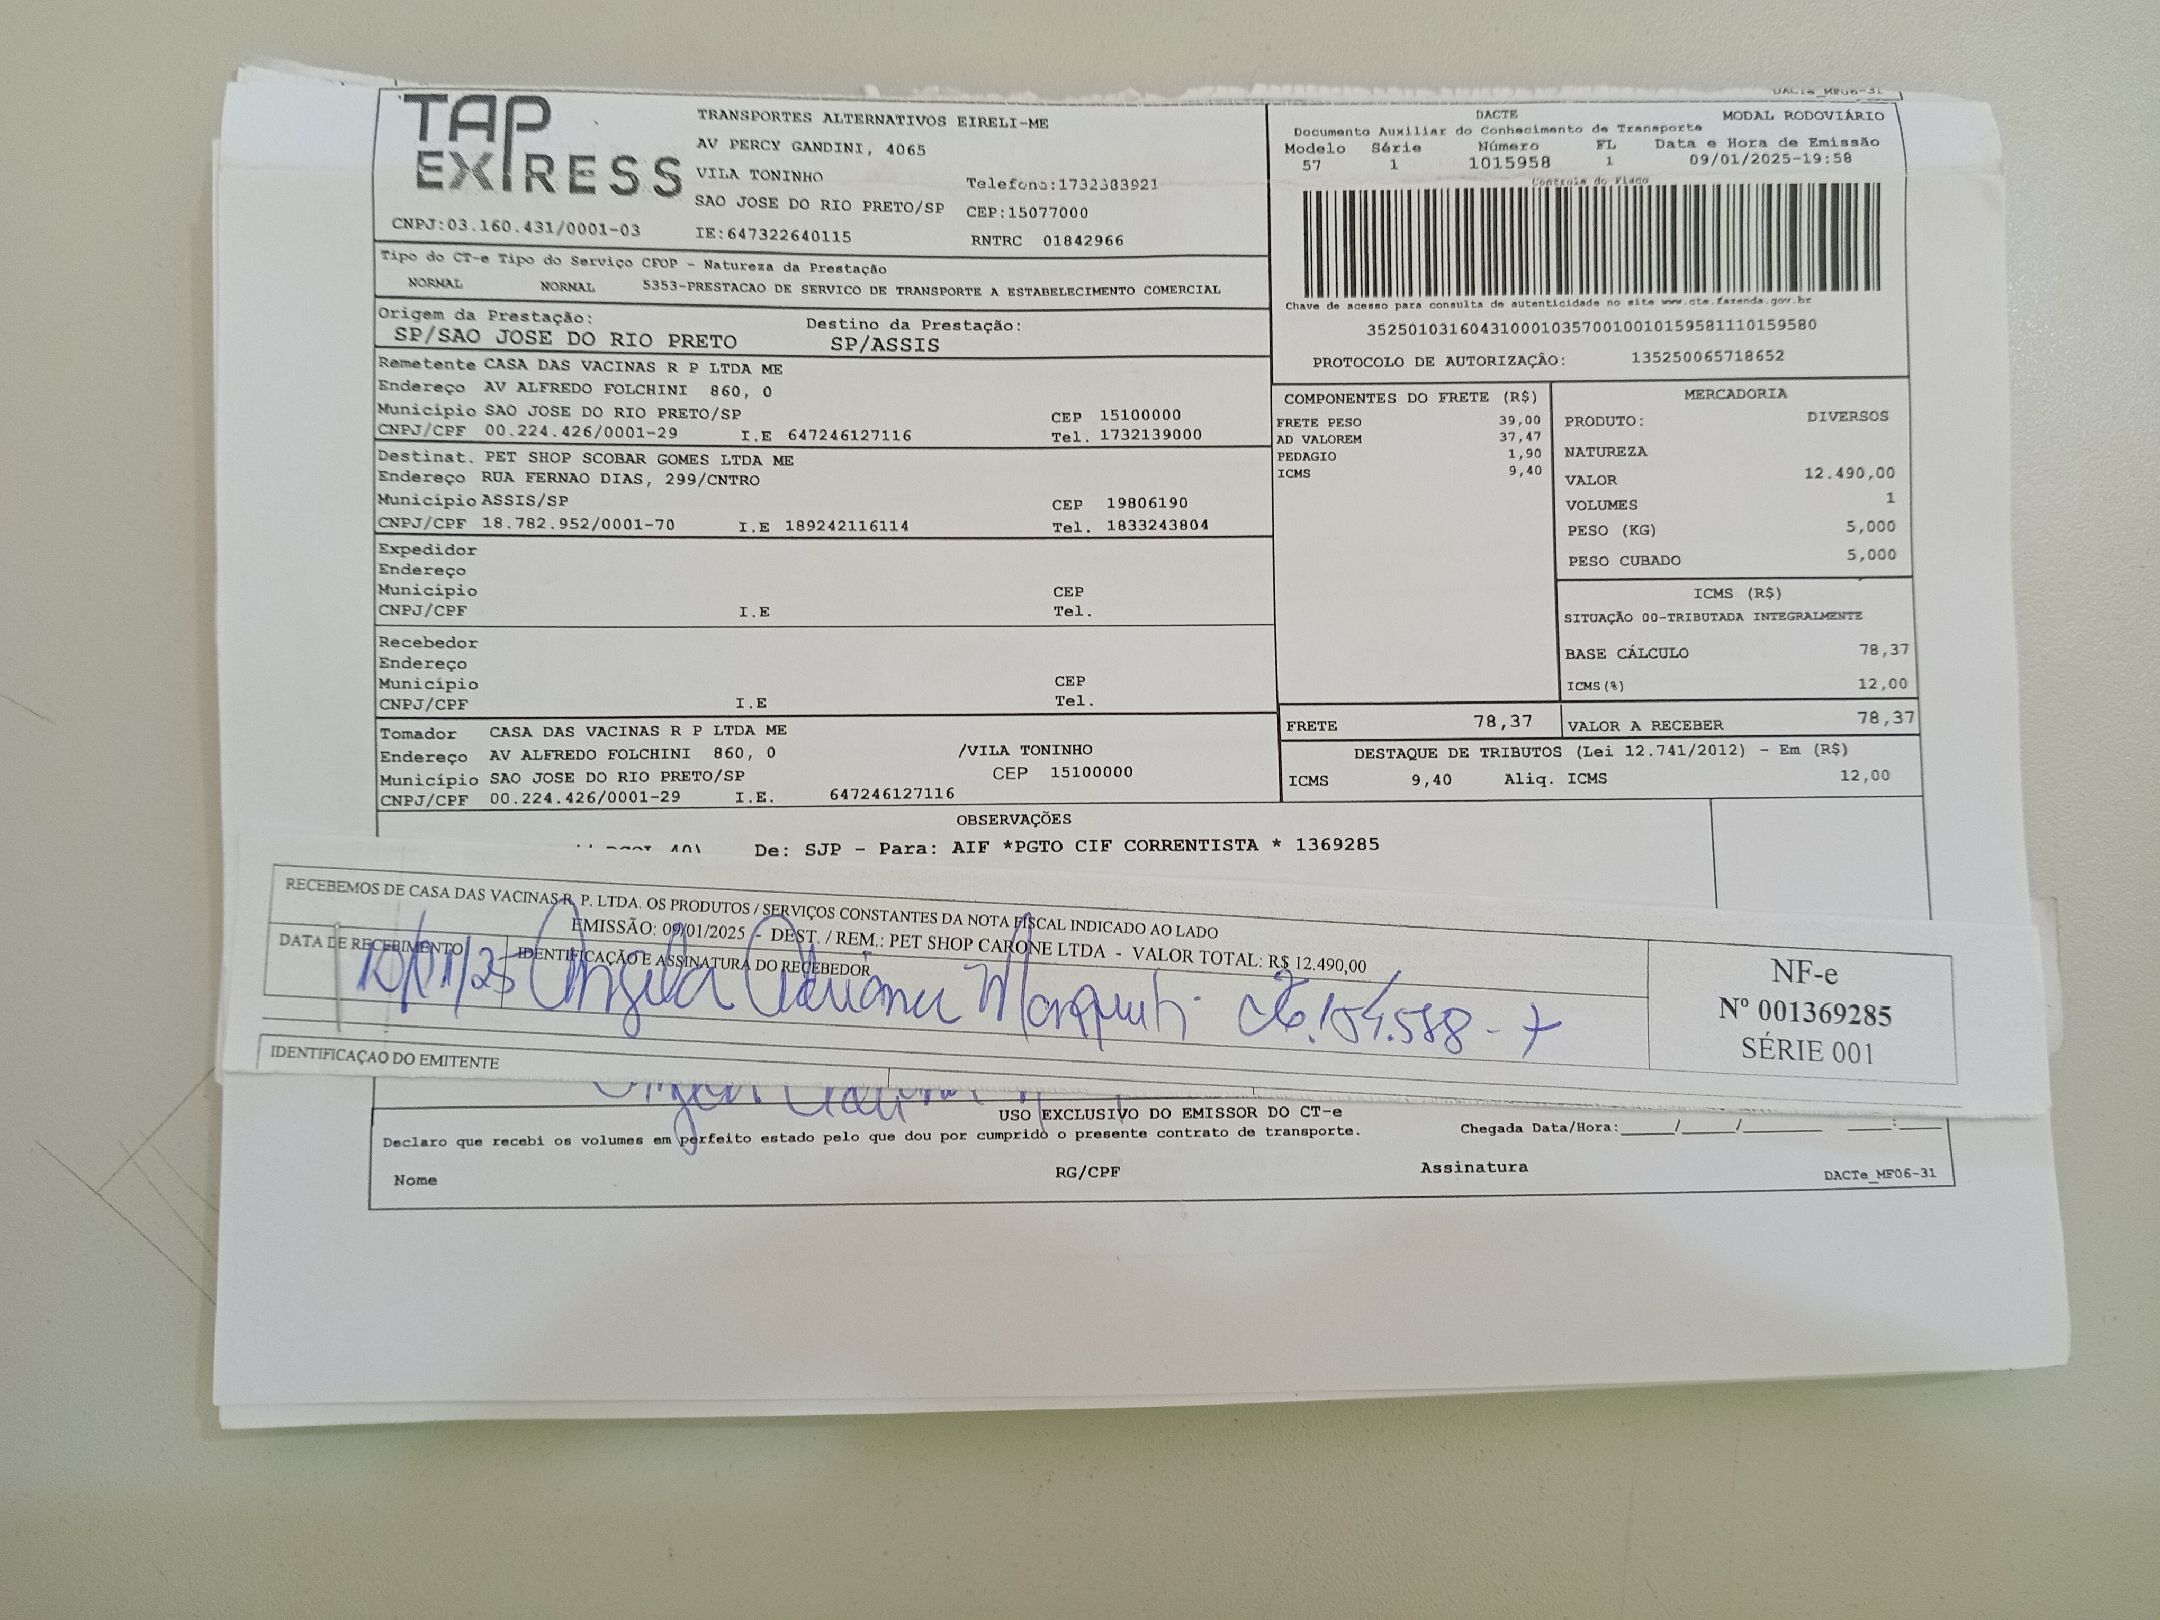 DACTe_MF06-31
TAP EXPRESS
TRANSPORTES ALTERNATIVOS EIRELI-ME
AV PERCY GANDINI, 4065
VILA TONINHO
Telefone:1732383921
SAO JOSE DO RIO PRETO/SP CEP:15077000
CNPJ:03.160.431/0001-03 IE:647322640115 RNTRC 01842966
DACTE MODAL RODOVIÁRIO
Documento Auxiliar do Conhecimento de Transporte
Modelo Série Número FL Data e Hora de Emissão
57 1 1015958 1 09/01/2025-19:58
Controle do Fisco
Chave de acesso para consulta de autenticidade no site www.cte.fazenda.gov.br
35250103160431000103570010010159581110159580
PROTOCOLO DE AUTORIZAÇÂO: 135250065718652
Tipo do CT-e Tipo do Serviço CFOP - Natureza da Prestação
NORMAL NORMAL 5353-PRESTACAO DE SERVICO DE TRANSPORTE A ESTABELECIMENTO COMERCIAL
Origem da Prestação: Destino da Prestação:
SP/SAO JOSE DO RIO PRETO SP/ASSIS
Remetente CASA DAS VACINAS R P LTDA ME
Endereço AV ALFREDO FOLCHINI 860, 0
Município SAO JOSE DO RIO PRETO/SP CEP 15100000
CNPJ/CPF 00.224.426/0001-29 I.E 647246127116 Tel. 1732139000
Destinat. PET SHOP SCOBAR GOMES LTDA ME
Endereço RUA FERNAO DIAS, 299/CNTRO
Município ASSIS/SP CEP 19806190
CNPJ/CPF 18.782.952/0001-70 I.E 189242116114 Tel. 1833243804
Expedidor
Endereço
Município CEP
CNPJ/CPF I.E Tel.
Recebedor
Endereço
Município CEP
CNPJ/CPF I.E Tel.
Tomador CASA DAS VACINAS R P LTDA ME
Endereço AV ALFREDO FOLCHINI 860, 0 /VILA TONINHO
Município SAO JOSE DO RIO PRETO/SP CEP 15100000
CNPJ/CPF 00.224.426/0001-29 I.E. 647246127116
COMPONENTES DO FRETE (R$)
FRETE PESO 39,00
AD VALOREM 37,47
PEDAGIO 1,90
ICMS 9,40
MERCADORIA
PRODUTO: DIVERSOS
NATUREZA
VALOR 12.490,00
VOLUMES 1
PESO (KG) 5,000
PESO CUBADO 5,000
ICMS (R$)
SITUAÇÃO 00-TRIBUTADA INTEGRALMENTE
BASE CÁLCULO 78,37
ICMS(%) 12,00
FRETE 78,37 VALOR A RECEBER 78,37
DESTAQUE DE TRIBUTOS (Lei 12.741/2012) - Em (R$)
ICMS 9,40 Aliq. ICMS 12,00
OBSERVAÇÕES
De: SJP - Para: AIF *PGTO CIF CORRENTISTA * 1369285
RECEBEMOS DE CASA DAS VACINAS R. P. LTDA. OS PRODUTOS / SERVIÇOS CONSTANTES DA NOTA FISCAL INDICADO AO LADO
EMISSÃO: 09/01/2025 - DEST. / REM.: PET SHOP CARONE LTDA - VALOR TOTAL: R$ 12.490,00
DATA DE RECEBIMENTO IDENTIFICAÇÃO E ASSINATURA DO RECEBEDOR
10/01/25 Angela Adriana
NF-e
Nº 001369285
SÉRIE 001
IDENTIFICAÇAO DO EMITENTE
USO EXCLUSIVO DO EMISSOR DO CT-e
Declaro que recebi os volumes em perfeito estado pelo que dou por cumprido o presente contrato de transporte. Chegada Data/Hora:_____/_____/________ ____:____
Nome RG/CPF Assinatura DACTe_MF06-31